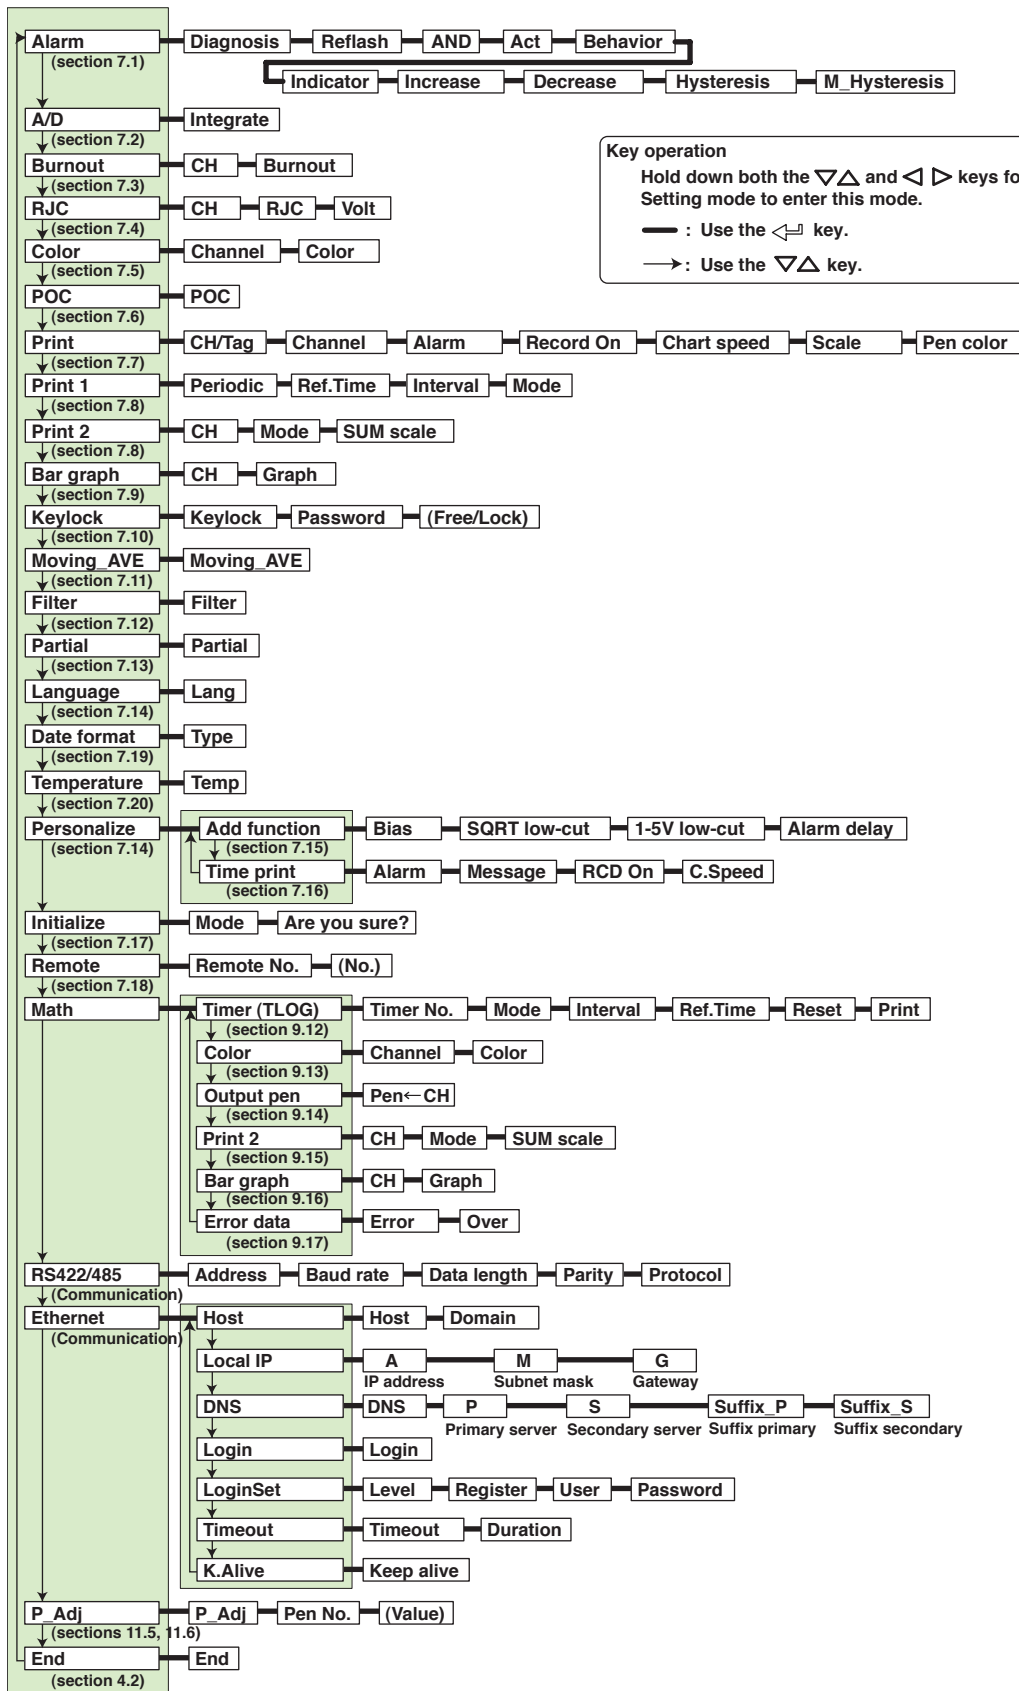 Alarm Diagnosis Reflash AND Act Behavior
(section 7.1)
Indicator Increase Decrease Hysteresis M_Hysteresis
A/D Integrate
(section 7.2)
Burnout CH Burnout
(section 7.3)
RJC CH RJC Volt
(section 7.4)
Color Channel Color
(section 7.5)
POC POC
(section 7.6)
Print CH/Tag Channel Alarm Record On Chart speed Scale Pen color
(section 7.7)
Print 1 Periodic Ref.Time Interval Mode
(section 7.8)
Print 2 CH Mode SUM scale
(section 7.8)
Bar graph CH Graph
(section 7.9)
Keylock Keylock Password (Free/Lock)
(section 7.10)
Moving_AVE Moving_AVE
(section 7.11)
Filter Filter
(section 7.12)
Partial Partial
(section 7.13)
Language Lang
(section 7.14)
Date format Type
(section 7.19)
Temperature Temp
(section 7.20)
Personalize Add function Bias SQRT low-cut 1-5V low-cut Alarm delay
(section 7.14) (section 7.15)
Time print Alarm Message RCD On C.Speed
(section 7.16)
Initialize Mode Are you sure?
(section 7.17)
Remote Remote No. (No.)
(section 7.18)
Math Timer (TLOG) Timer No. Mode Interval Ref.Time Reset Print
(section 9.12)
Color Channel Color
(section 9.13)
Output pen Pen←CH
(section 9.14)
Print 2 CH Mode SUM scale
(section 9.15)
Bar graph CH Graph
(section 9.16)
Error data Error Over
(section 9.17)
RS422/485 Address Baud rate Data length Parity Protocol
(Communication)
Ethernet Host Host Domain
(Communication)
Local IP A M G
IP address Subnet mask Gateway
DNS DNS P S Suffix_P Suffix_S
Primary server Secondary server Suffix primary Suffix secondary
Login Login
LoginSet Level Register User Password
Timeout Timeout Duration
K.Alive Keep alive
P_Adj P_Adj Pen No. (Value)
(sections 11.5, 11.6)
End End
(section 4.2)
Key operation
Hold down both the ▽△ and ◁ ▷ keys fo
Setting mode to enter this mode.
: Use the key.
: Use the ▽△ key.